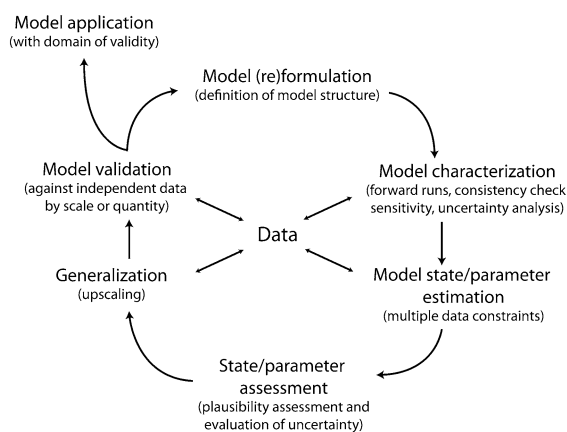 Model application
(with domain of validity)
Model (re)formulation
(definition of model structure)
Model validation
(against independent data
by scale or quantity)
Model characterization
(forward runs, consistency check
sensitivity, uncertainty analysis)
Data
Generalization
(upscaling)
Model state/parameter
estimation
(multiple data constraints)
State/parameter
assessment
(plausibility assessment and
evaluation of uncertainty)